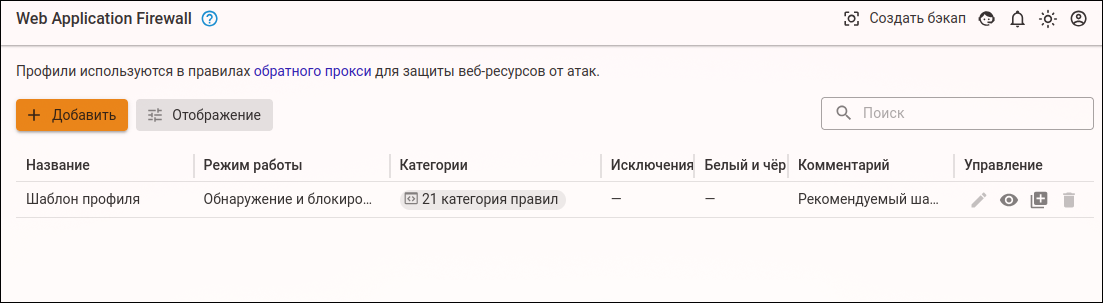 Web Application Firewall
Создать бэкап
Профили используются в правилах обратного прокси для защиты веб-ресурсов от атак.
Добавить
Отображение
Поиск
Название Режим работы Категории Исключения Белый и чёр Комментарий Управление
Шаблон профиля Обнаружение и блокиро... 21 категория правил — — Рекомендуемый ша...